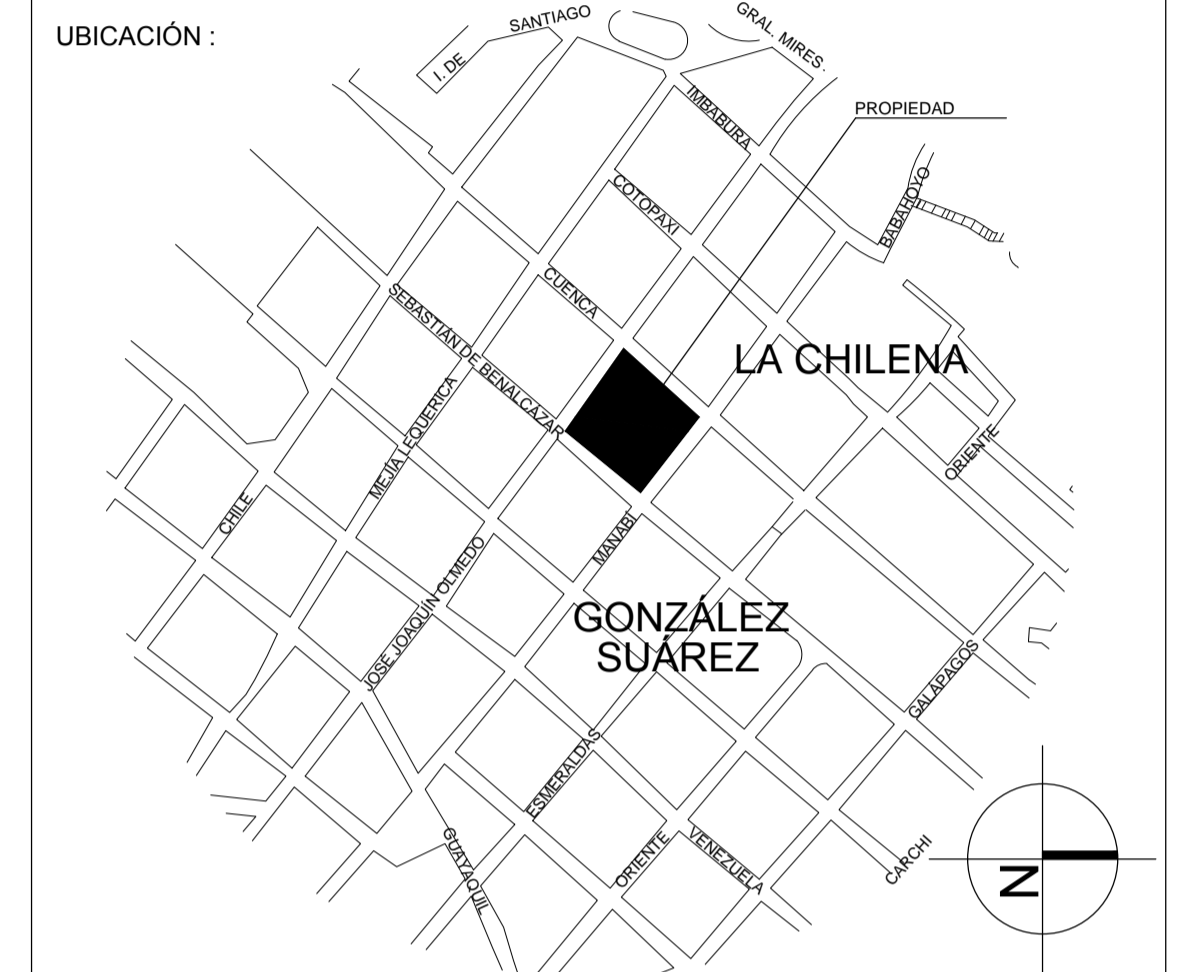 UBICACIÓN :
SANTIAGO
I. DE
GRAL. MIRES.
IMBABURA
PROPIEDAD
BABAHOYO
COTOPAXI
CUENCA
SEBASTIÁN DE BENALCÁZAR
LA CHILENA
MEJÍA LEQUERICA
ORIENTE
CHILE
MANABÍ
JOSÉ JOAQUÍN OLMEDO
GONZÁLEZ
SUÁREZ
GALAPAGOS
ESMERALDAS
GUAYAQUIL
ORIENTE
VENEZUELA
CARCHI
N